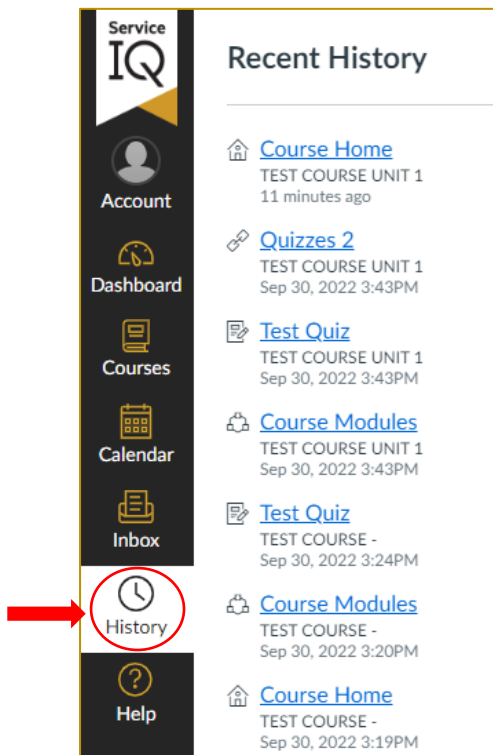 Service
IQ
Account
Dashboard
Courses
Calendar
Inbox
History
Help
Recent History
Course Home
TEST COURSE UNIT 1
11 minutes ago
Quizzes 2
TEST COURSE UNIT 1
Sep 30, 2022 3:43PM
Test Quiz
TEST COURSE UNIT 1
Sep 30, 2022 3:43PM
Course Modules
TEST COURSE UNIT 1
Sep 30, 2022 3:43PM
Test Quiz
TEST COURSE -
Sep 30, 2022 3:24PM
Course Modules
TEST COURSE -
Sep 30, 2022 3:20PM
Course Home
TEST COURSE -
Sep 30, 2022 3:19PM